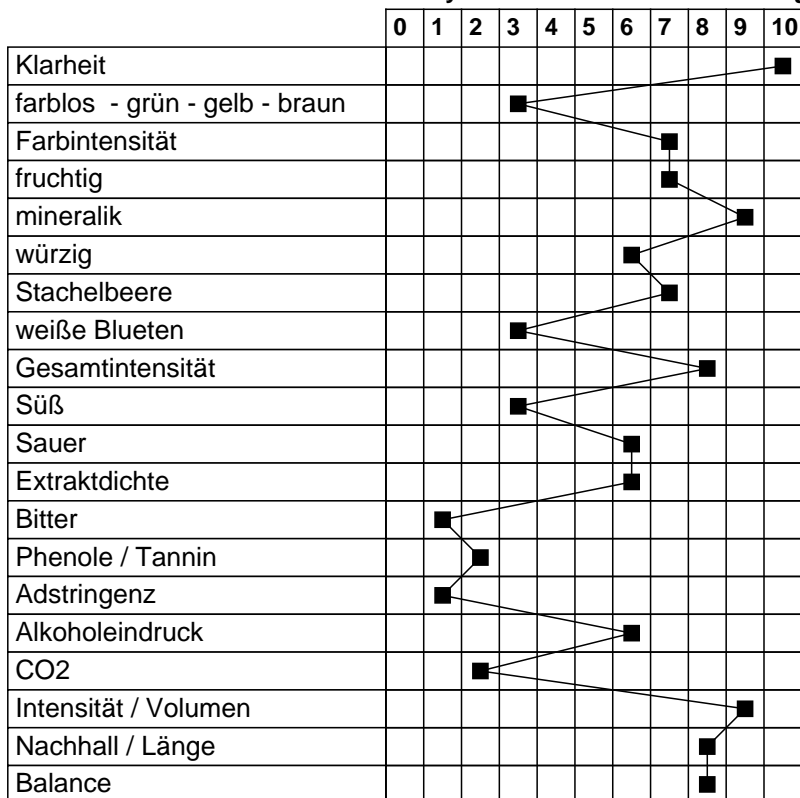 0 1 2 3 4 5 6 7 8 9 10
Klarheit
farblos - grün - gelb - braun
Farbintensität
fruchtig
mineralik
würzig
Stachelbeere
weiße Blueten
Gesamtintensität
Süß
Sauer
Extraktdichte
Bitter
Phenole / Tannin
Adstringenz
Alkoholeindruck
CO2
Intensität / Volumen
Nachhall / Länge
Balance